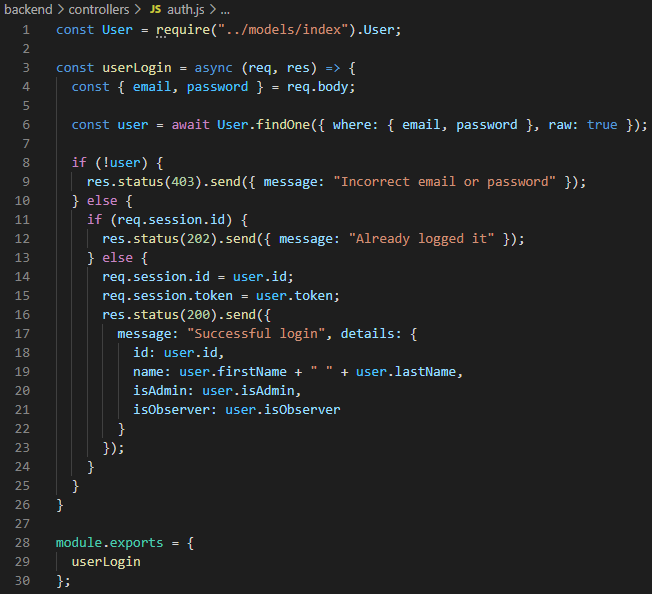 backend > controllers > JS auth.js > ...
1 const User = require("../models/index").User;
2
3 const userLogin = async (req, res) => {
4   const { email, password } = req.body;
5
6   const user = await User.findOne({ where: { email, password }, raw: true });
7
8   if (!user) {
9     res.status(403).send({ message: "Incorrect email or password" });
10   } else {
11     if (req.session.id) {
12       res.status(202).send({ message: "Already logged it" });
13     } else {
14       req.session.id = user.id;
15       req.session.token = user.token;
16       res.status(200).send({
17         message: "Successful login", details: {
18           id: user.id,
19           name: user.firstName + " " + user.lastName,
20           isAdmin: user.isAdmin,
21           isObserver: user.isObserver
22         }
23       });
24     }
25   }
26 }
27
28 module.exports = {
29   userLogin
30 };